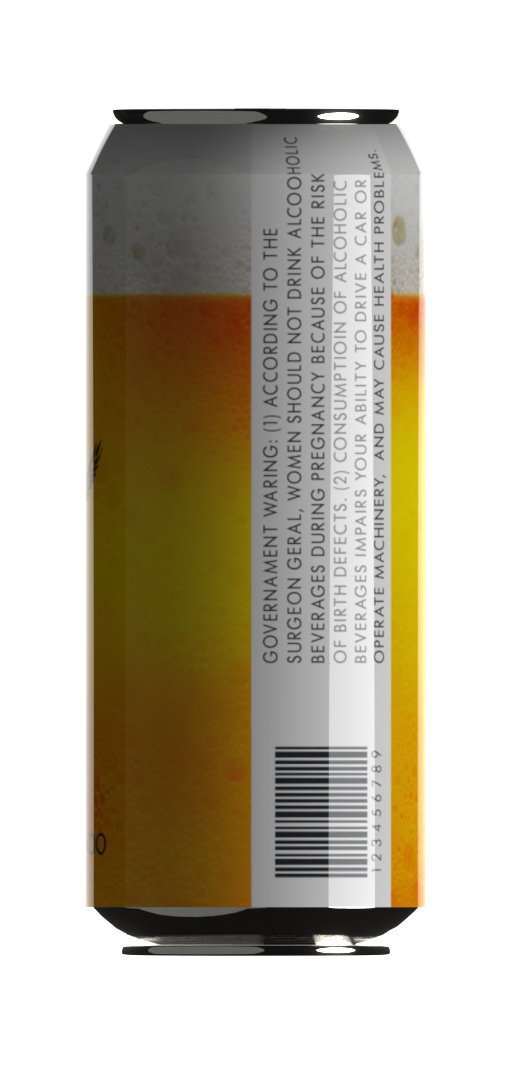 GOVERNAMENT WARING: (1) ACCORDING TO THE
SURGEON GERAL, WOMEN SHOULD NOT DRINK ALCOOHOLIC
BEVERAGES DURING PREGNANCY BECAUSE OF THE RISK
OF BIRTH DEFECTS. (2) CONSUMPTIOIN OF ALCOHOLIC
BEVERAGES IMPAIRS YOUR ABILITY TO DRIVE A CAR OR
OPERATE MACHINERY, AND MAY CAUSE HEALTH PROBLEMS.
123456789